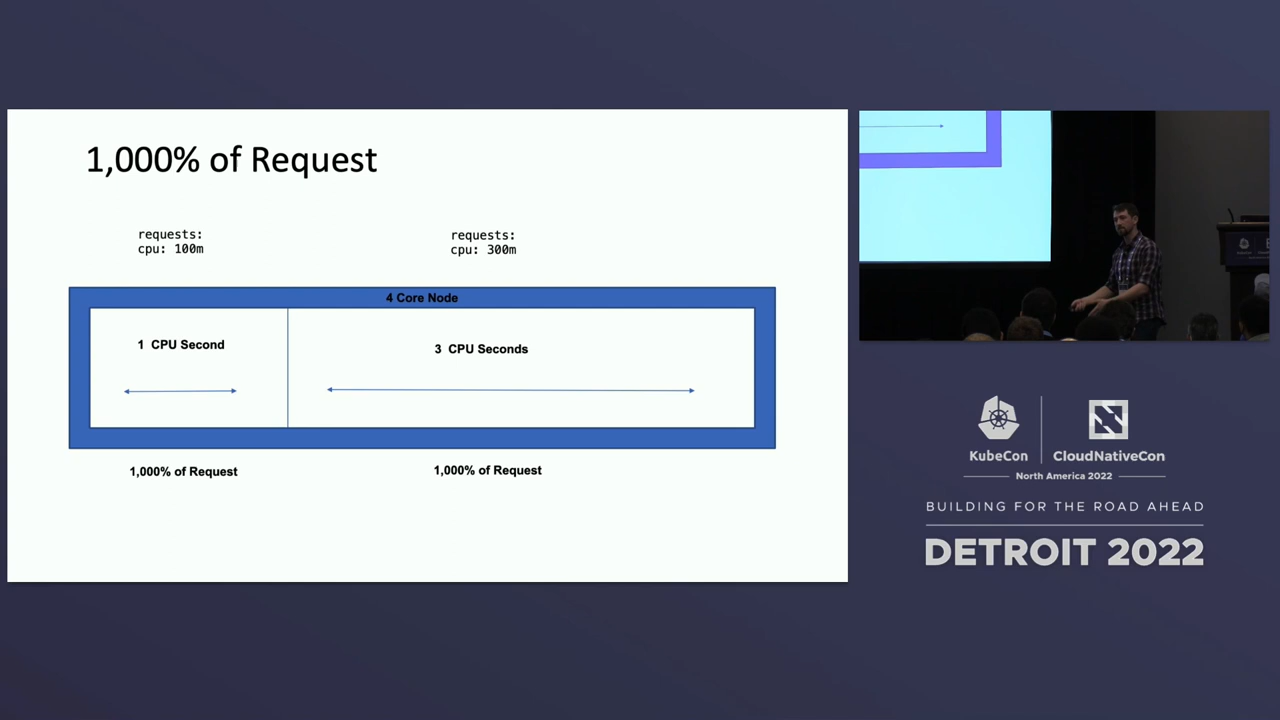 1,000% of Request
requests:
cpu: 100m
requests:
cpu: 300m
4 Core Node
1 CPU Second
3 CPU Seconds
1,000% of Request
1,000% of Request
KubeCon
CloudNativeCon
North America 2022
BUILDING FOR THE ROAD AHEAD
DETROIT 2022